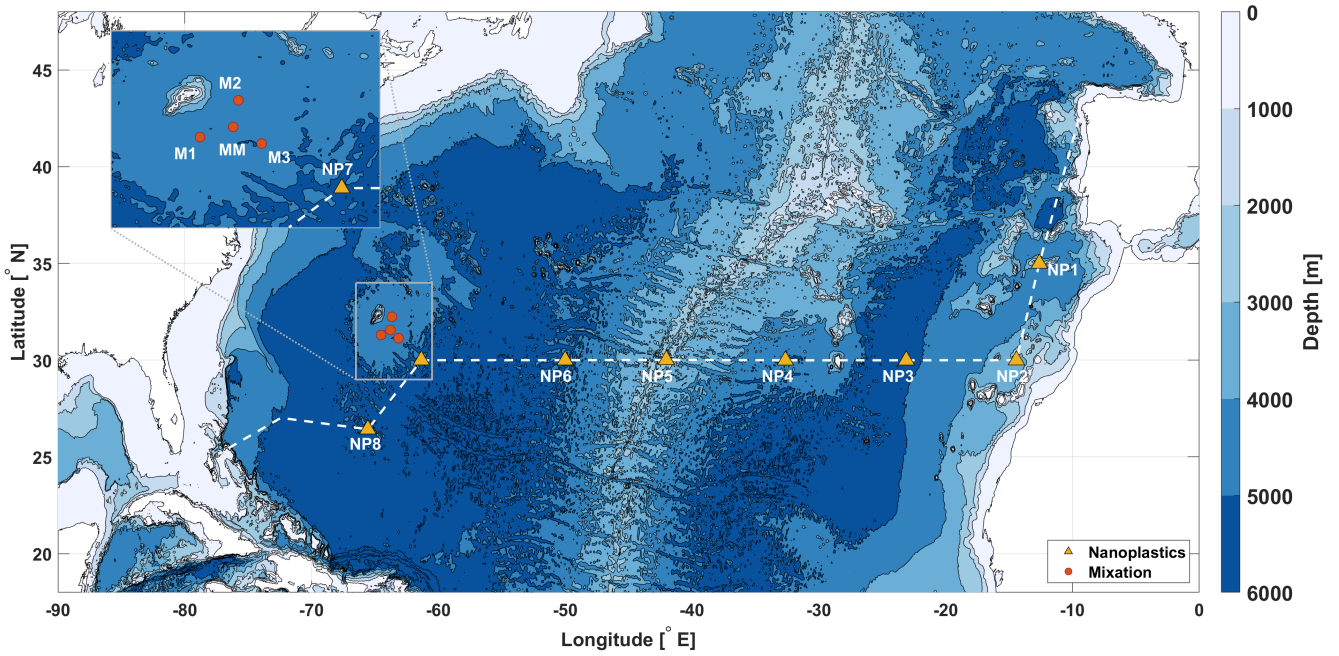 M2
M1
MM
M3
NP7
NP1
NP6
NP5
NP4
NP3
NP2
NP8
45
40
35
30
25
20
Latitude [° N]
-90
-80
-70
-60
-50
-40
-30
-20
-10
0
Longitude [° E]
Nanoplastics
Mixation
0
1000
2000
3000
4000
5000
6000
Depth [m]